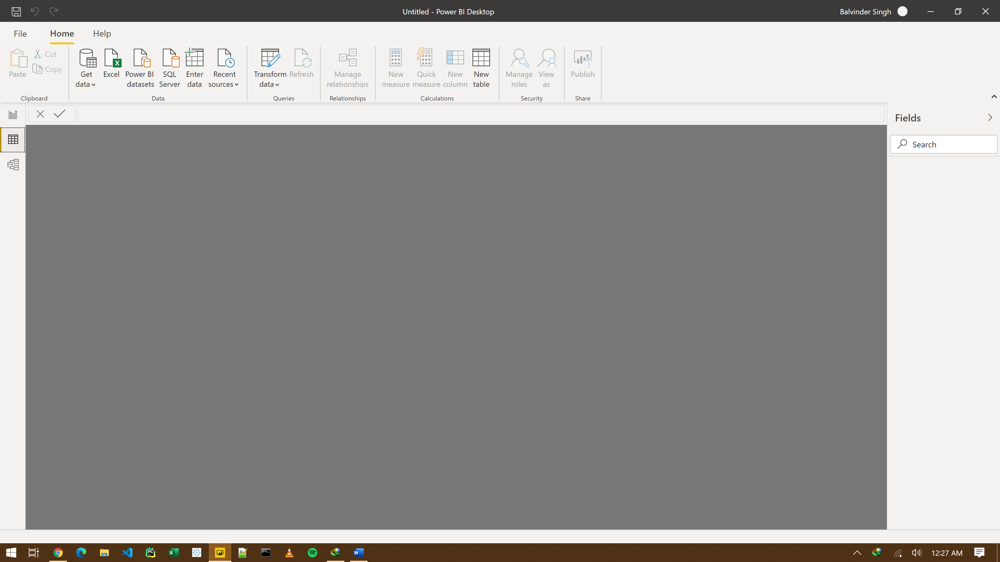 Untitled - Power BI Desktop
Balvinder Singh
File Home Help
Paste
Cut
Copy
Clipboard
Get data
Excel
Power BI datasets
SQL Server
Enter data
Recent sources
Data
Transform data
Refresh
Queries
Manage relationships
Relationships
New measure
Quick measure
New column
New table
Calculations
Manage roles
View as
Security
Publish
Share
Fields
Search
12:27 AM